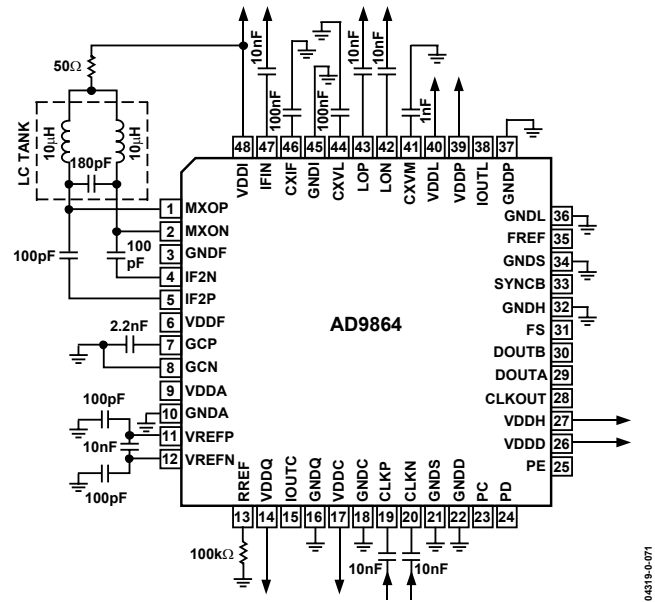 10nF
10nF
10nF
50Ω
100nF
100nF
1nF
LC TANK
10μH
10μH
180pF
48 47 46 45 44 43 42 41 40 39 38 37
VDDI
IFIN
CXIF
GNDI
CXVL
LOP
LON
CXVM
VDDL
VDDP
IOUTL
GNDP
1 MXOP
2 MXON
3 GNDF
4 IF2N
5 IF2P
6 VDDF
7 GCP
8 GCN
9 VDDA
10 GNDA
11 VREFP
12 VREFN
100pF
100
pF
2.2nF
100pF
10nF
100pF
AD9864
GNDL 36
FREF 35
GNDS 34
SYNCB 33
GNDH 32
FS 31
DOUTB 30
DOUTA 29
CLKOUT 28
VDDH 27
VDDD 26
PE 25
RREF
VDDQ
IOUTC
GNDQ
VDDC
GNDC
CLKP
CLKN
GNDS
GNDD
PC
PD
13 14 15 16 17 18 19 20 21 22 23 24
100kΩ
10nF
10nF
04319-0-071